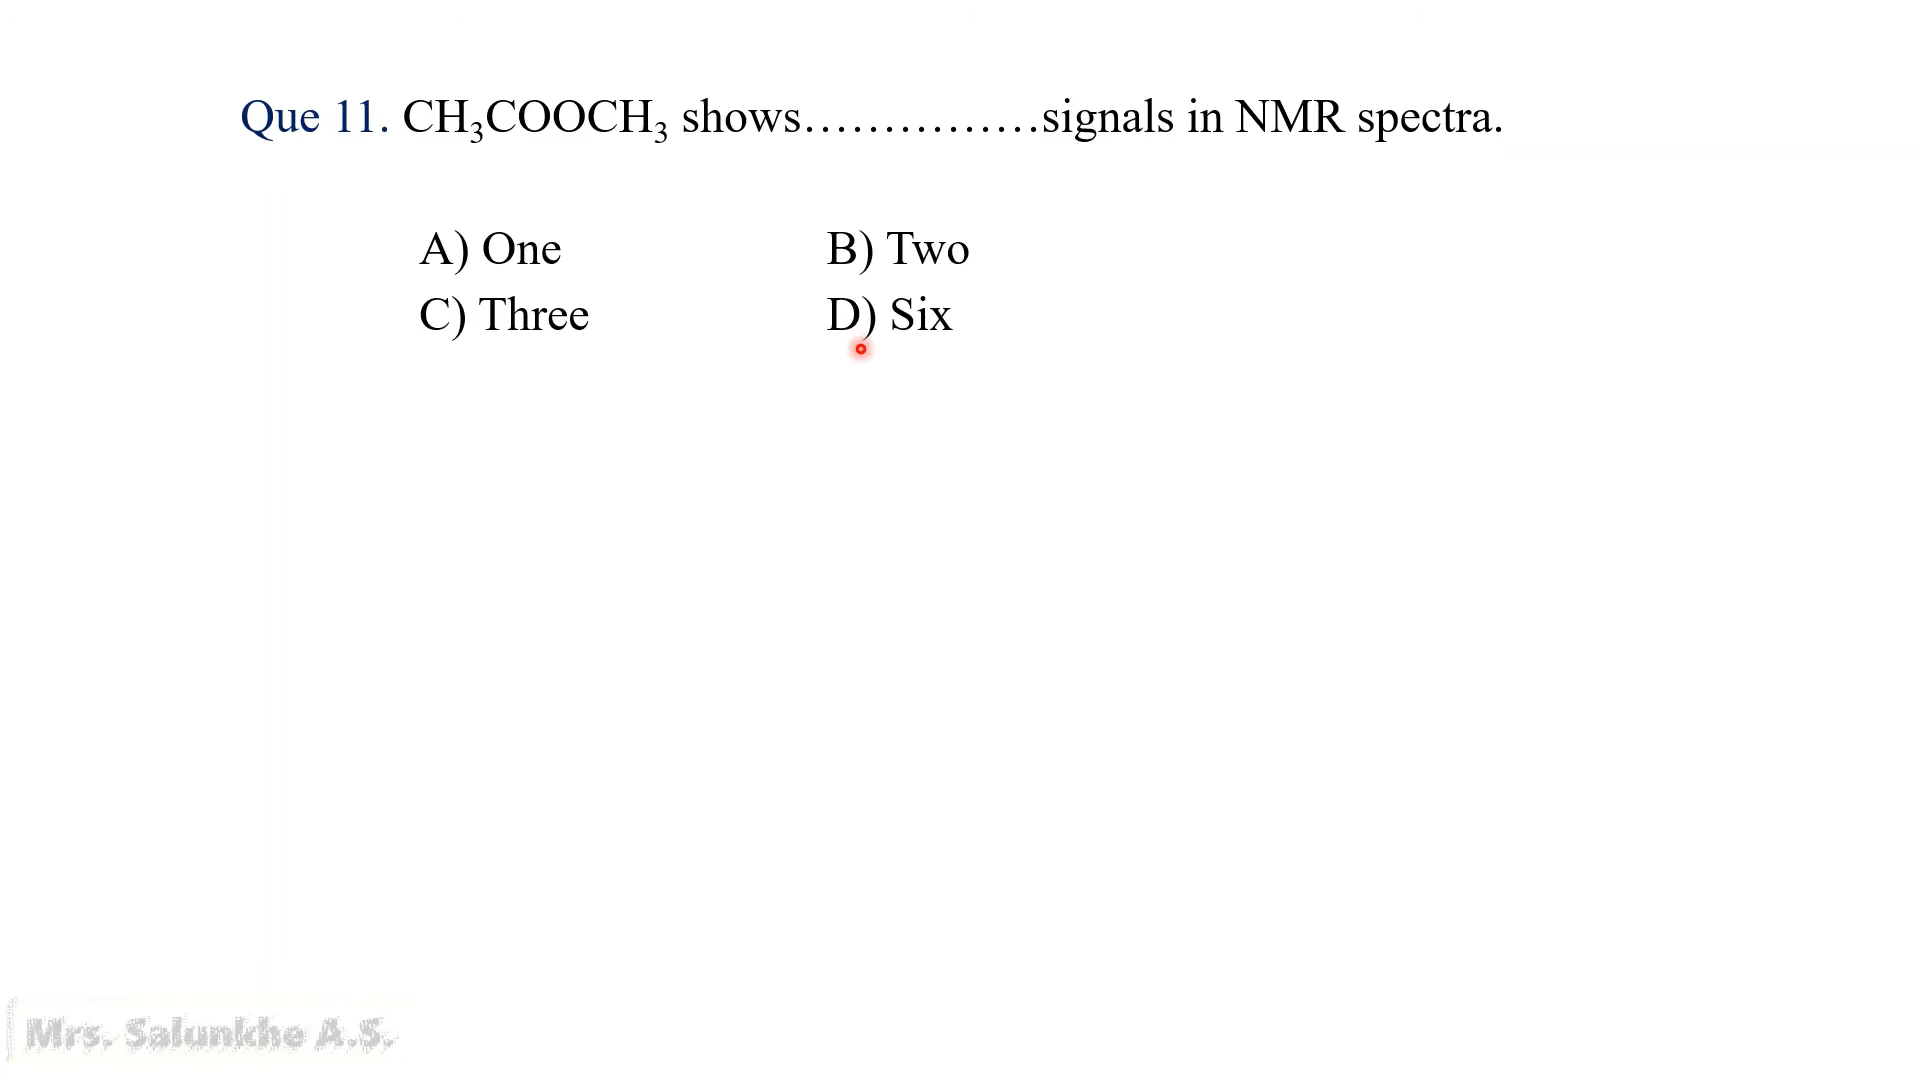 Que 11. CH₃COOCH₃ shows...............signals in NMR spectra.
A) One B) Two
C) Three D) Six
Mrs. Salunkhe A.S.